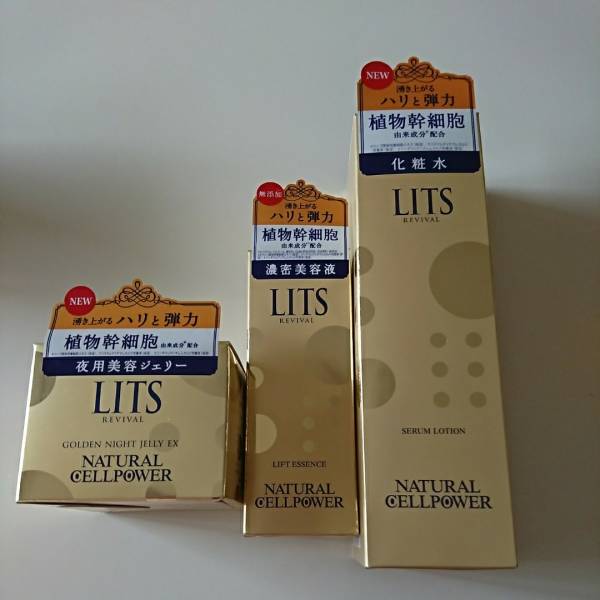 NEW
湧き上がる
ハリと弾力
植物幹細胞
由来成分*配合
化粧水
LITS
REVIVAL
SERUM LOTION
NATURAL
CELLPOWER
無添加
湧き上がる
ハリと弾力
植物幹細胞
由来成分*配合
濃密美容液
LITS
REVIVAL
LIFT ESSENCE
NATURAL
CELLPOWER
NEW
湧き上がる ハリと弾力
植物幹細胞 由来成分*配合
夜用美容ジェリー
LITS
REVIVAL
GOLDEN NIGHT JELLY EX
NATURAL
CELLPOWER